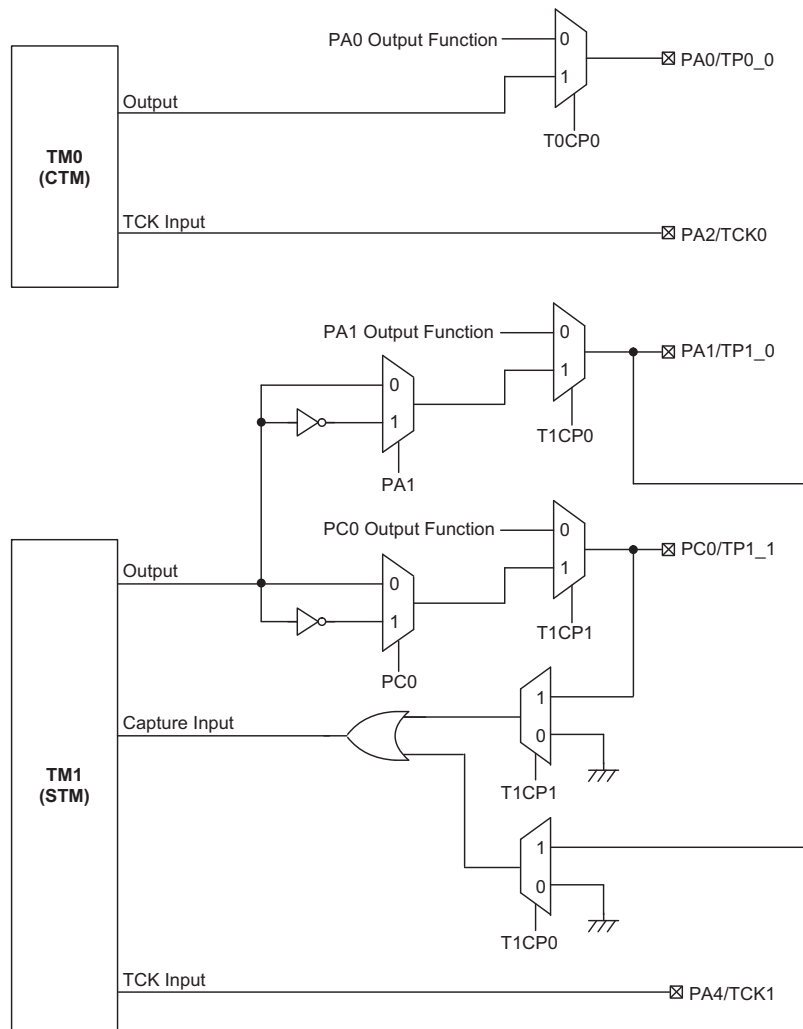 PA0 Output Function
0
1
PA0/TP0_0
Output
T0CP0
TM0
(CTM)
TCK Input
PA2/TCK0
PA1 Output Function
0
1
PA1/TP1_0
0
1
T1CP0
PA1
PC0 Output Function
0
1
PC0/TP1_1
Output
0
1
T1CP1
PC0
Capture Input
1
0
T1CP1
TM1
(STM)
1
0
T1CP0
TCK Input
PA4/TCK1